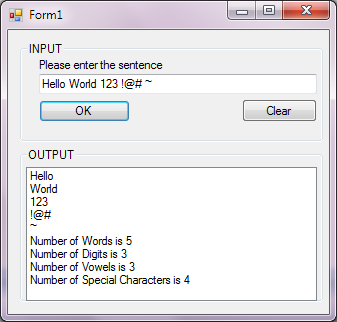 Form1
INPUT
Please enter the sentence
Hello World 123 !@# ~
OK
Clear
OUTPUT
Hello
World
123
!@#
~
Number of Words is 5
Number of Digits is 3
Number of Vowels is 3
Number of Special Characters is 4